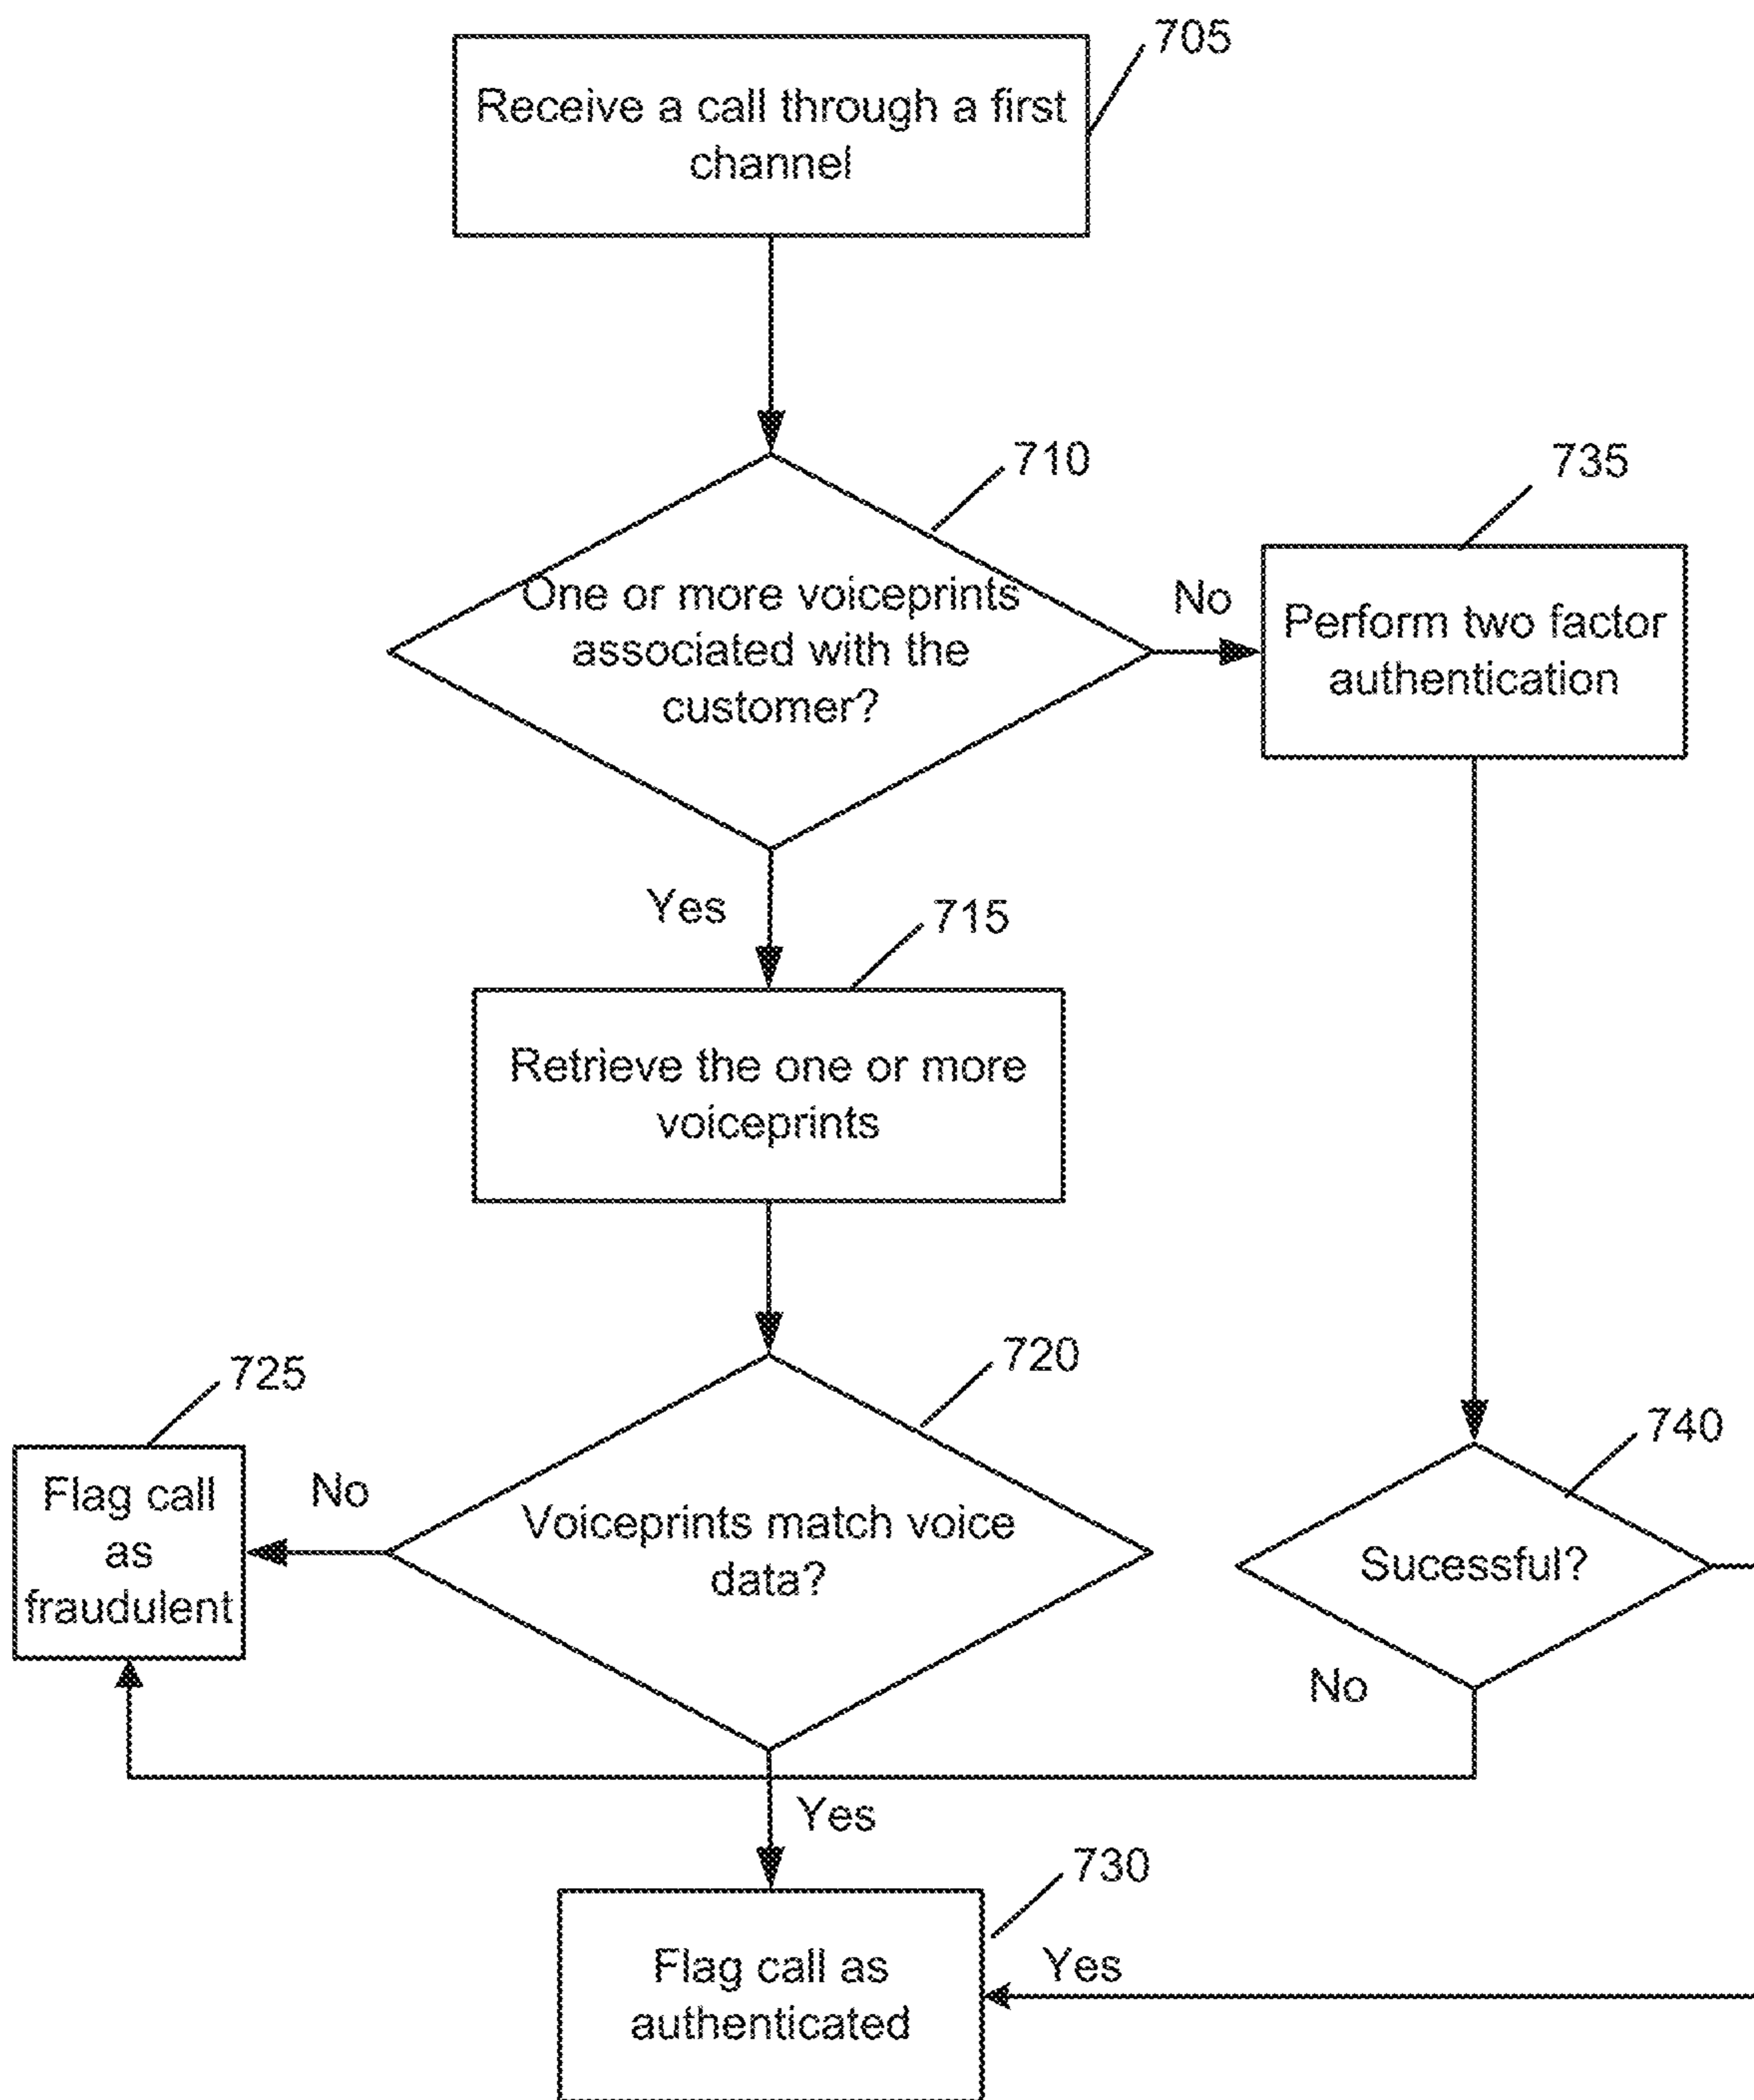 705
Receive a call through a first
channel
710
One or more voiceprints
associated with the
customer?
No
735
Perform two factor
authentication
Yes
715
Retrieve the one or more
voiceprints
720
Voiceprints match voice
data?
No
725
Flag call
as
fraudulent
740
Sucessful?
No
Yes
730
Flag call as
authenticated
Yes